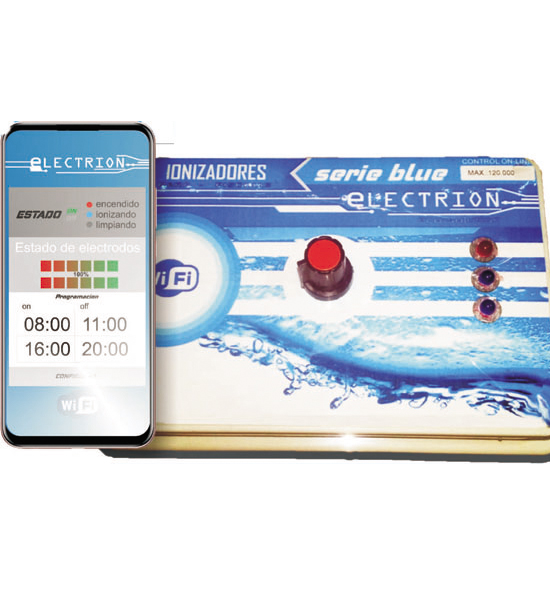 eLECTRION
ESTADO
ON
encendido
ionizando
limpiando
Estado de electrodos
100%
Programacion
on off
08:00 11:00
16:00 20:00
WiFi
IONIZADORES
serie blue
eLECTRION
CONTROL ON-LINE
MAX. 120.000
WiFi